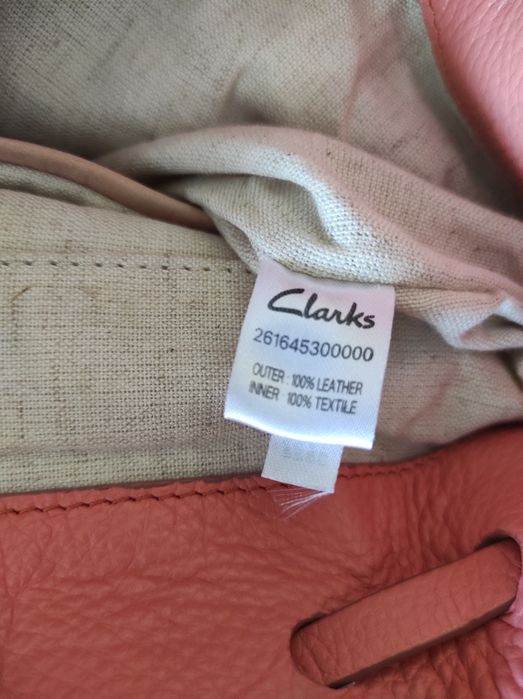 Clarks
261645300000
OUTER : 100% LEATHER
INNER : 100% TEXTILE